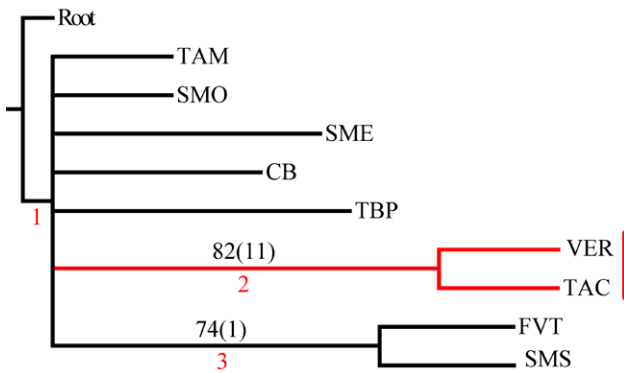 Root
TAM
SMO
SME
CB
TBP
1
82(11)
VER
2
TAC
74(1)
FVT
3
SMS